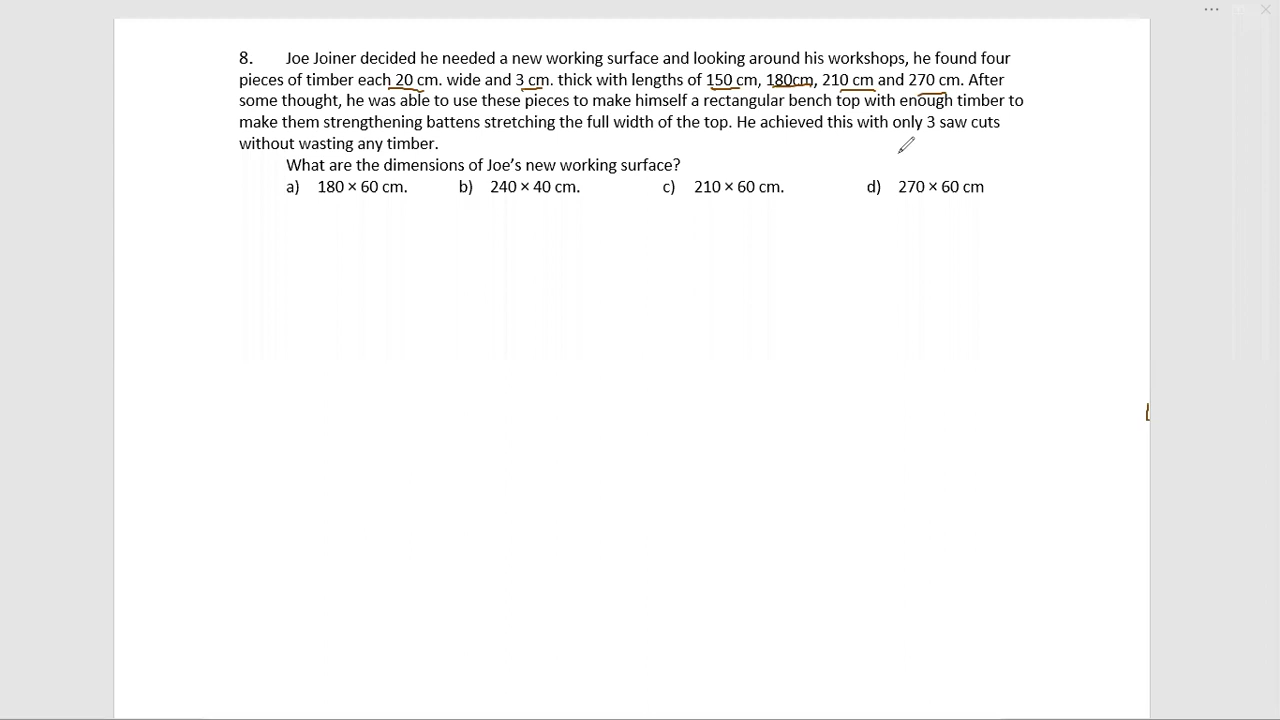 8. Joe Joiner decided he needed a new working surface and looking around his workshops, he found four
pieces of timber each 20 cm. wide and 3 cm. thick with lengths of 150 cm, 180cm, 210 cm and 270 cm. After
some thought, he was able to use these pieces to make himself a rectangular bench top with enough timber to
make them strengthening battens stretching the full width of the top. He achieved this with only 3 saw cuts
without wasting any timber.
What are the dimensions of Joe’s new working surface?
a) 180 × 60 cm. b) 240 × 40 cm. c) 210 × 60 cm. d) 270 × 60 cm